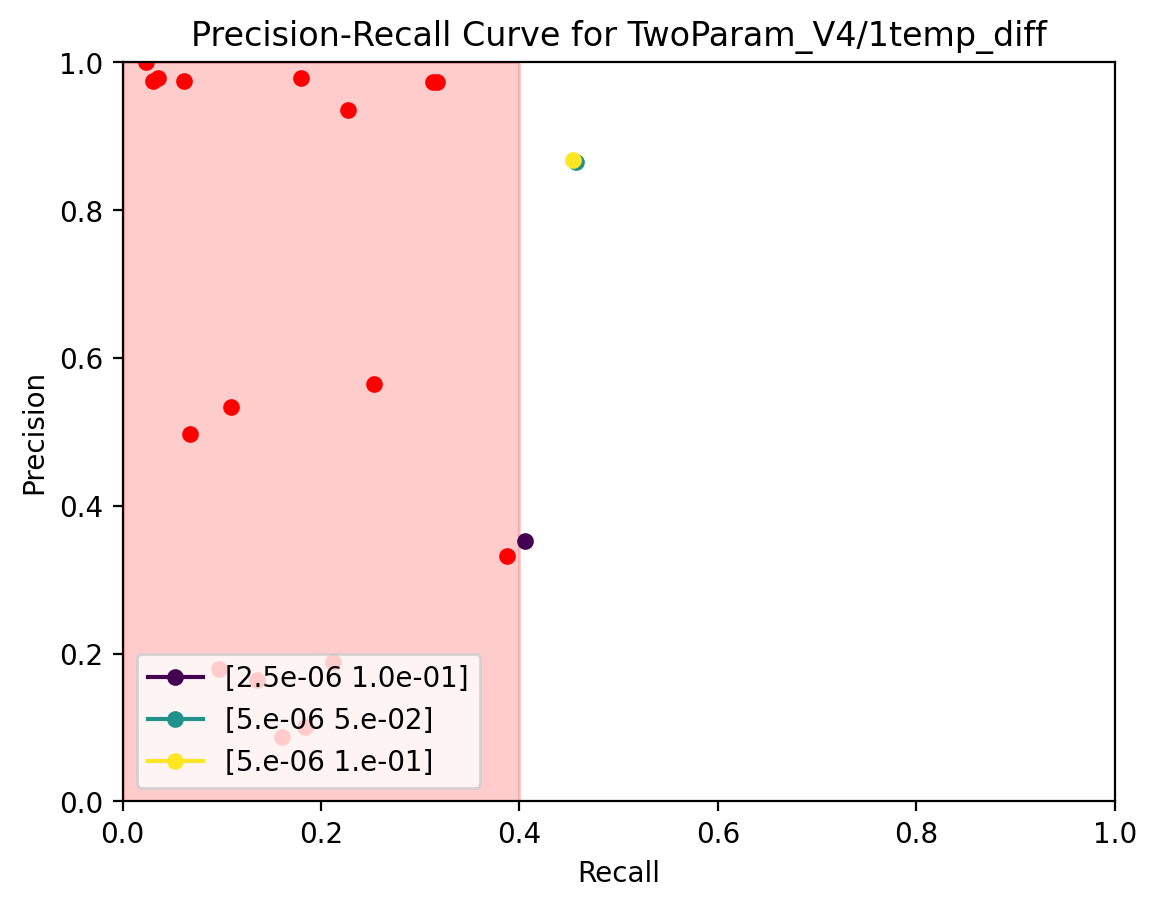 Precision-Recall Curve for TwoParam_V4/1temp_diff
1.0
0.8
0.6
0.4
0.2
0.0
Precision
[2.5e-06 1.0e-01]
[5.e-06 5.e-02]
[5.e-06 1.e-01]
0.0 0.2 0.4 0.6 0.8 1.0
Recall